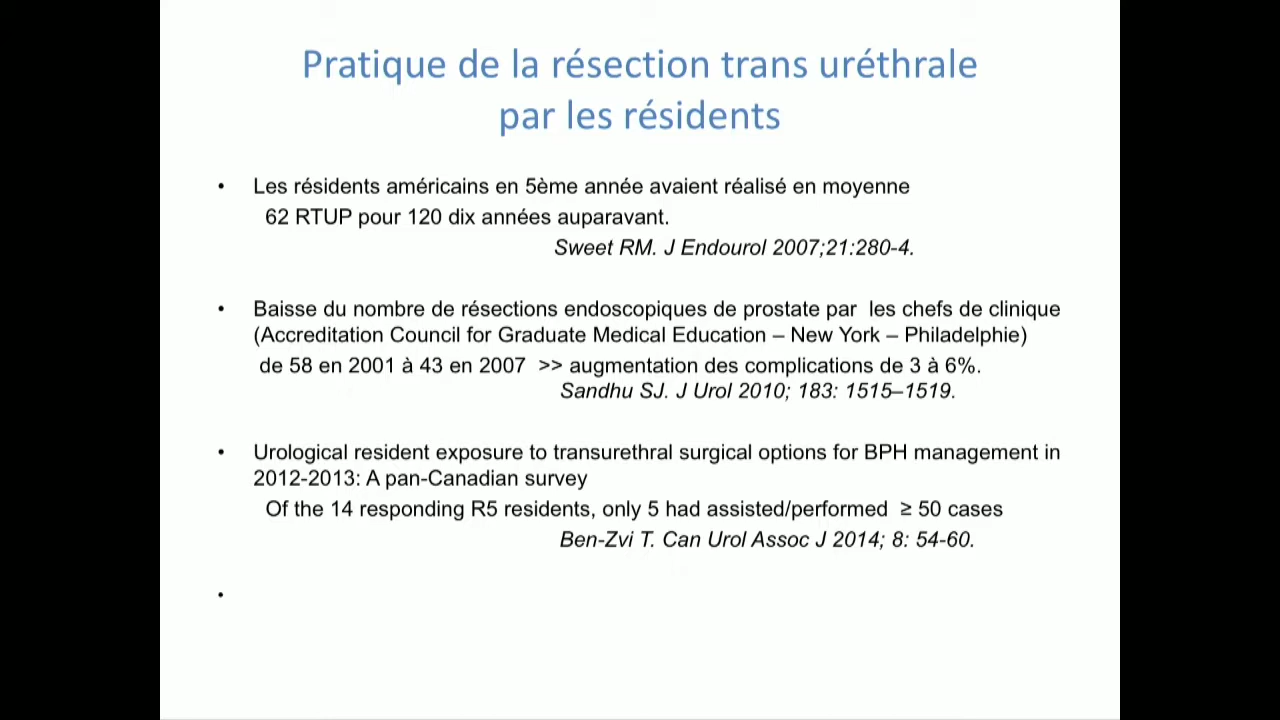 Pratique de la résection trans uréthrale
par les résidents
• Les résidents américains en 5ème année avaient réalisé en moyenne
62 RTUP pour 120 dix années auparavant.
Sweet RM. J Endourol 2007;21:280-4.
• Baisse du nombre de résections endoscopiques de prostate par les chefs de clinique
(Accreditation Council for Graduate Medical Education – New York – Philadelphie)
de 58 en 2001 à 43 en 2007 >> augmentation des complications de 3 à 6%.
Sandhu SJ. J Urol 2010; 183: 1515–1519.
• Urological resident exposure to transurethral surgical options for BPH management in
2012-2013: A pan-Canadian survey
Of the 14 responding R5 residents, only 5 had assisted/performed ≥ 50 cases
Ben-Zvi T. Can Urol Assoc J 2014; 8: 54-60.
•